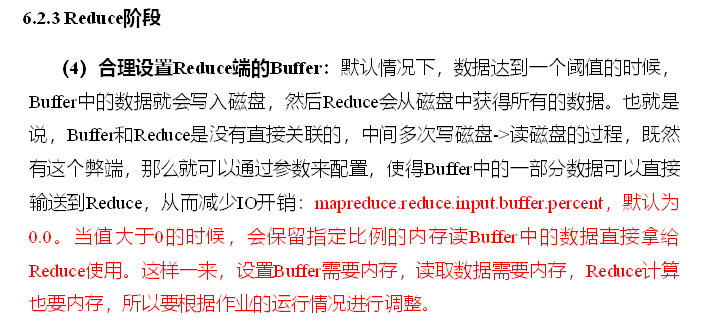 6.2.3 Reduce阶段
（4）合理设置Reduce端的Buffer：默认情况下，数据达到一个阈值的时候，
Buffer中的数据就会写入磁盘，然后Reduce会从磁盘中获得所有的数据。也就是
说，Buffer和Reduce是没有直接关联的，中间多次写磁盘->读磁盘的过程，既然
有这个弊端，那么就可以通过参数来配置，使得Buffer中的一部分数据可以直接
输送到Reduce，从而减少IO开销：mapreduce.reduce.input.buffer.percent，默认为
0.0。当值大于0的时候，会保留指定比例的内存读Buffer中的数据直接拿给
Reduce使用。这样一来，设置Buffer需要内存，读取数据需要内存，Reduce计算
也要内存，所以要根据作业的运行情况进行调整。